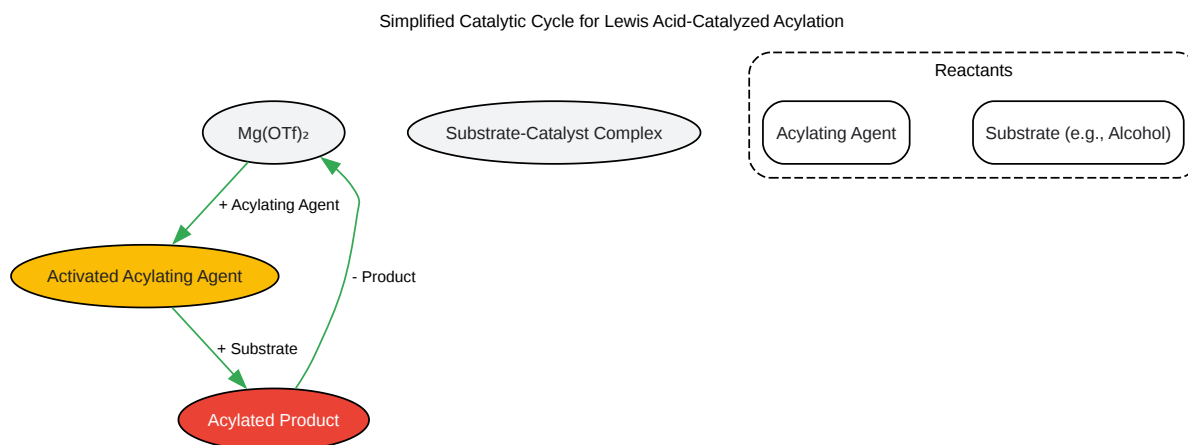 Simplified Catalytic Cycle for Lewis Acid-Catalyzed Acylation
Reactants
Mg(OTf)₂
Substrate-Catalyst Complex
Acylating Agent
Substrate (e.g., Alcohol)
+ Acylating Agent
Activated Acylating Agent
- Product
+ Substrate
Acylated Product